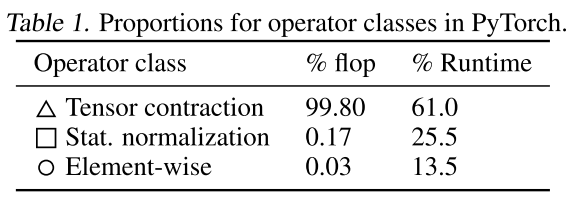 Table 1. Proportions for operator classes in PyTorch.
Operator class % flop % Runtime
△ Tensor contraction 99.80 61.0
□ Stat. normalization 0.17 25.5
○ Element-wise 0.03 13.5